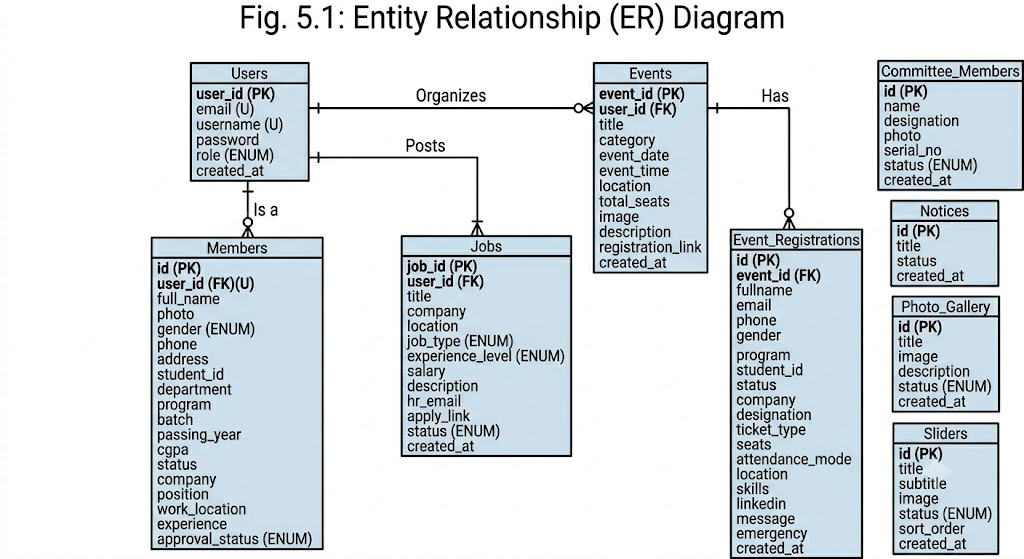 Fig. 5.1: Entity Relationship (ER) Diagram
Users
user_id (PK)
email (U)
username (U)
password
role (ENUM)
created_at
Organizes
Posts
Is a
Has
Events
event_id (PK)
user_id (FK)
title
category
event_date
event_time
location
total_seats
image
description
registration_link
created_at
Members
id (PK)
user_id (FK)(U)
full_name
photo
gender (ENUM)
phone
address
student_id
department
program
batch
passing_year
cgpa
status
company
position
work_location
experience
approval_status (ENUM)
Jobs
job_id (PK)
user_id (FK)
title
company
location
job_type (ENUM)
experience_level (ENUM)
salary
description
hr_email
apply_link
status (ENUM)
created_at
Event_Registrations
id (PK)
event_id (FK)
fullname
email
phone
gender
program
student_id
status
company
designation
ticket_type
seats
attendance_mode
location
skills
linkedin
message
emergency
created_at
Committee_Members
id (PK)
name
designation
photo
serial_no
status (ENUM)
created_at
Notices
id (PK)
title
status
created_at
Photo_Gallery
id (PK)
title
image
description
status (ENUM)
created_at
Sliders
id (PK)
title
subtitle
image
status (ENUM)
sort_order
created_at